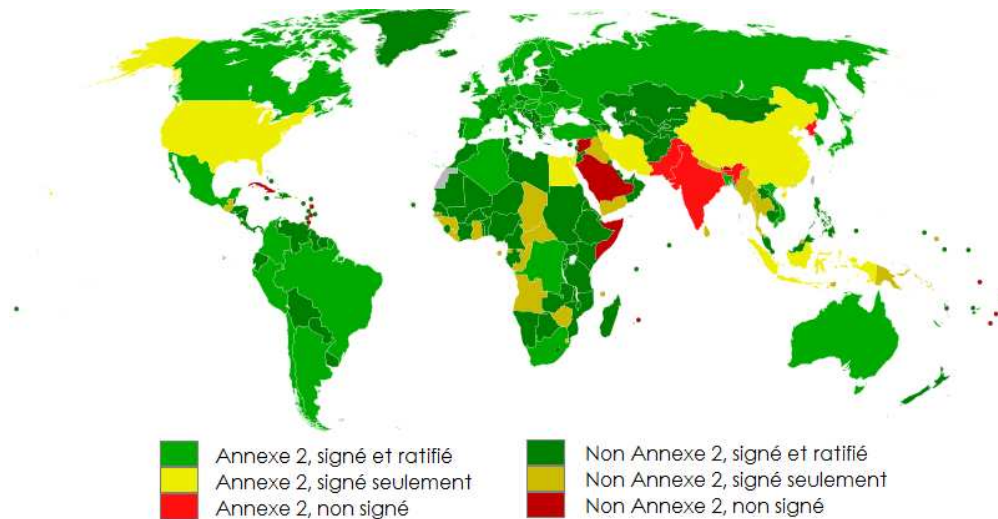 Annexe 2, signé et ratifié
Annexe 2, signé seulement
Annexe 2, non signé
Non Annexe 2, signé et ratifié
Non Annexe 2, signé seulement
Non Annexe 2, non signé